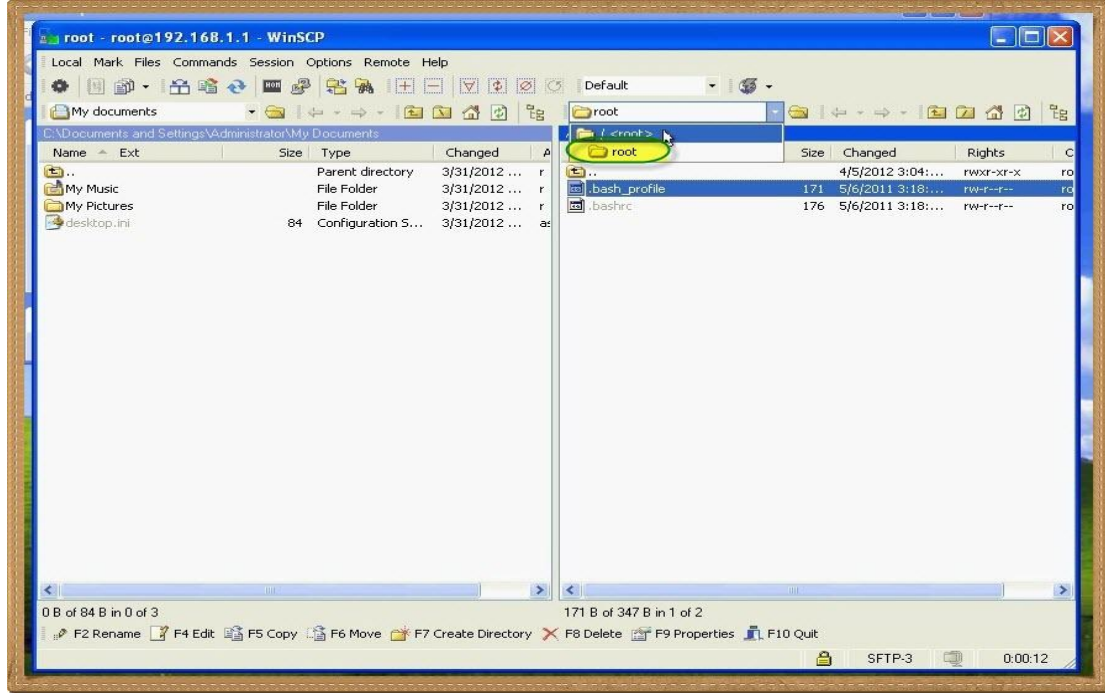 root - root@192.168.1.1 - WinSCP
Local Mark Files Commands Session Options Remote Help
Default
My documents root
C:\Documents and Settings\Administrator\My Documents / <root>
root
Name Ext Size Type Changed A Size Changed Rights C
.. Parent directory 3/31/2012 ... r .. 4/5/2012 3:04:... rwxr-xr-x ro
My Music File Folder 3/31/2012 ... r .bash_profile 171 5/6/2011 3:18:... rw-r--r-- ro
My Pictures File Folder 3/31/2012 ... r .bashrc 176 5/6/2011 3:18:... rw-r--r-- ro
desktop.ini 84 Configuration S... 3/31/2012 ... as
0 B of 84 B in 0 of 3 171 B of 347 B in 1 of 2
F2 Rename F4 Edit F5 Copy F6 Move F7 Create Directory F8 Delete F9 Properties F10 Quit
SFTP-3 0:00:12